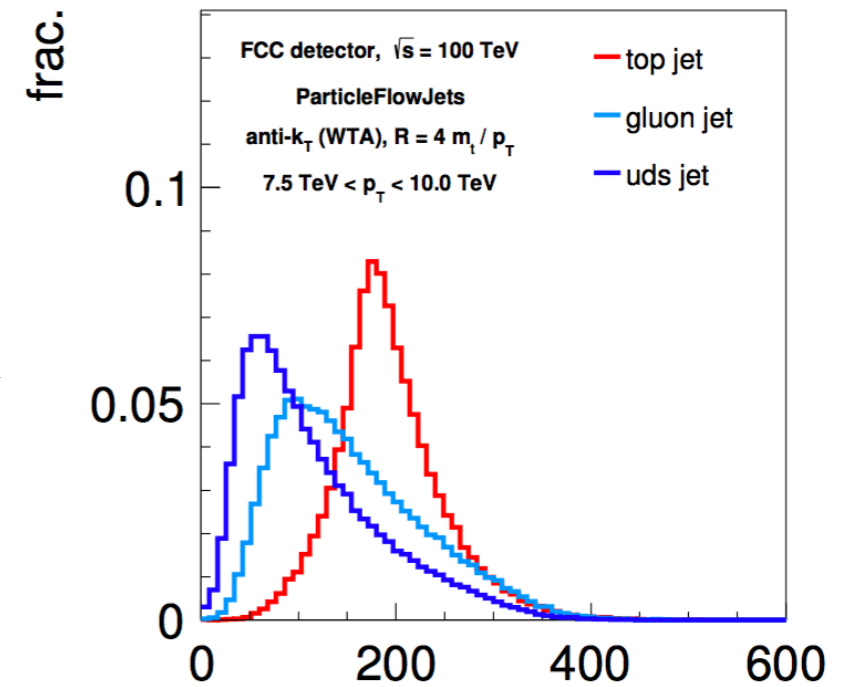 frac.
FCC detector, √s = 100 TeV
ParticleFlowJets
anti-kT (WTA), R = 4 mt / pT
7.5 TeV < pT < 10.0 TeV
top jet
gluon jet
uds jet
0.1
0.05
0
0 200 400 600